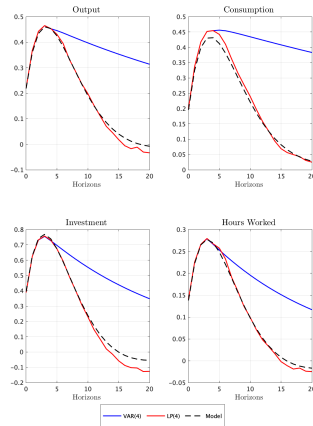 Output
0.5
0.4
0.3
0.2
0.1
0
-0.1
0 5 10 15 20
Horizons
Consumption
0.5
0.45
0.4
0.35
0.3
0.25
0.2
0.15
0.1
0.05
0
0 5 10 15 20
Horizons
Investment
0.8
0.7
0.6
0.5
0.4
0.3
0.2
0.1
0
-0.1
-0.2
0 5 10 15 20
Horizons
Hours Worked
0.3
0.25
0.2
0.15
0.1
0.05
0
-0.05
0 5 10 15 20
Horizons
VAR(4) LP(4) Model